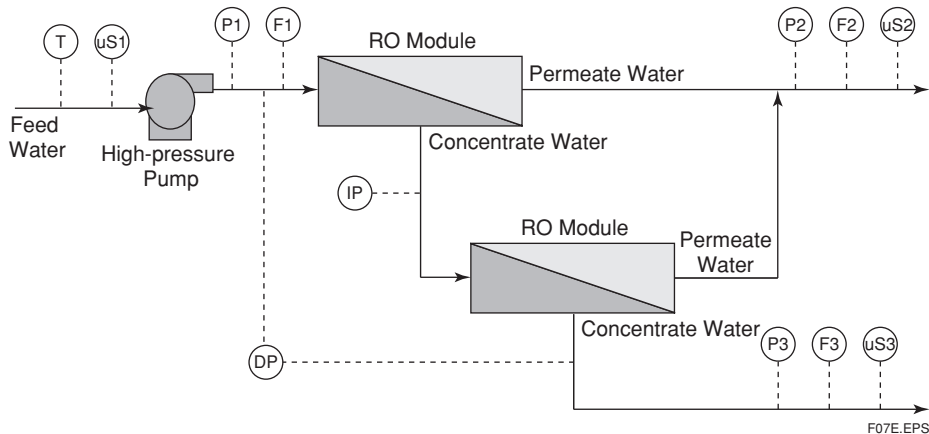 P1
F1
P2
F2
uS2
T
uS1
RO Module
Permeate Water
Feed
Water
High-pressure
Pump
Concentrate Water
IP
RO Module
Permeate
Water
Concentrate Water
DP
P3
F3
uS3
F07E.EPS